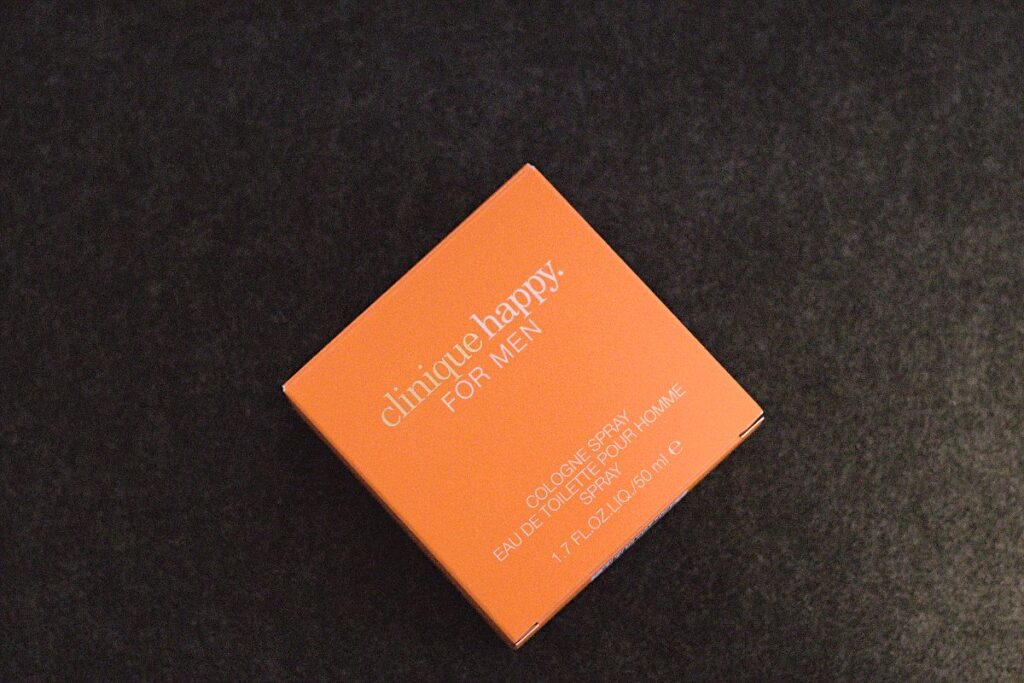 clinique happy.
FOR MEN
COLOGNE SPRAY
EAU DE TOILETTE POUR HOMME
SPRAY
1.7 FL.OZ.LIQ./50 ml ℮